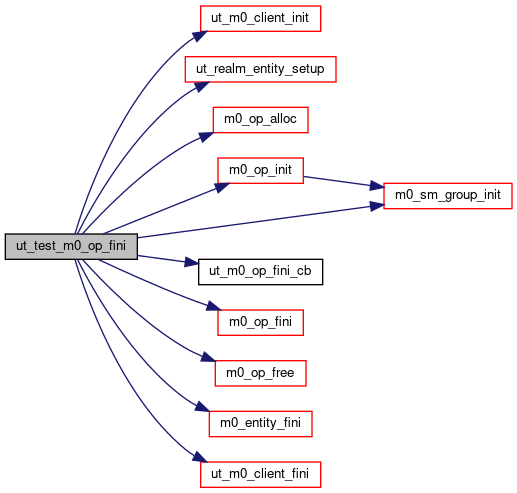 ut_m0_client_init
ut_realm_entity_setup
m0_op_alloc
m0_op_init
m0_sm_group_init
ut_test_m0_op_fini
ut_m0_op_fini_cb
m0_op_fini
m0_op_free
m0_entity_fini
ut_m0_client_fini